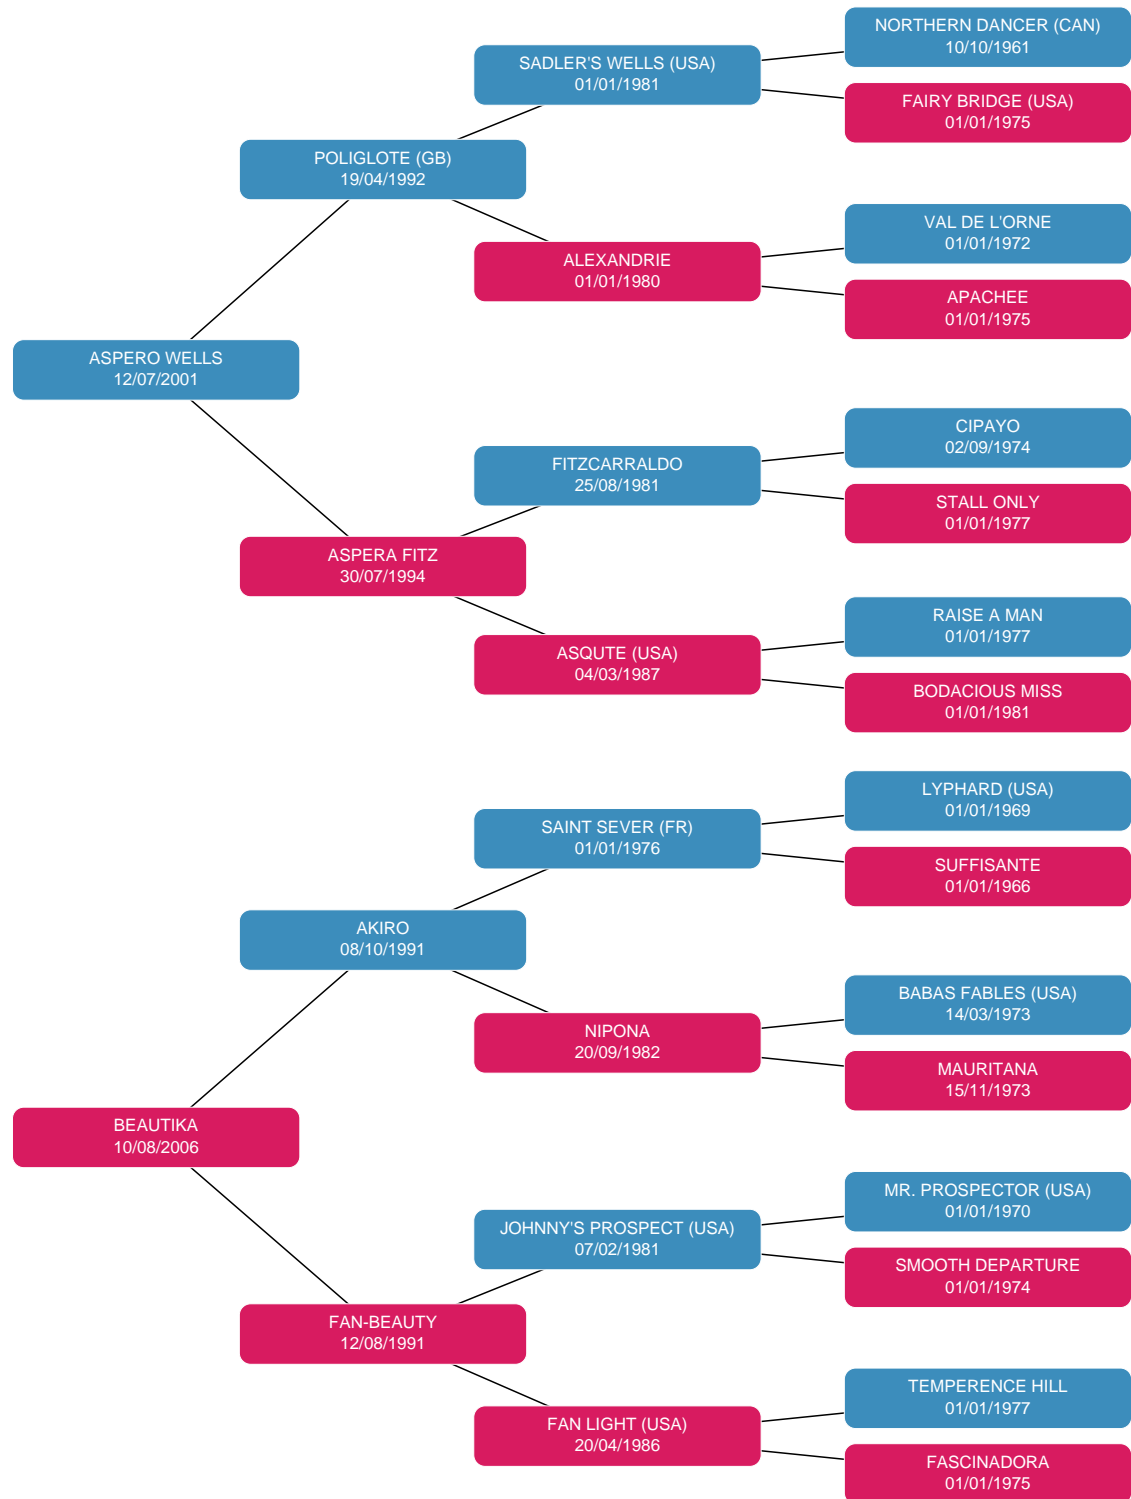 NORTHERN DANCER (CAN)
10/10/1961
SADLER'S WELLS (USA)
01/01/1981
FAIRY BRIDGE (USA)
01/01/1975
POLIGLOTE (GB)
19/04/1992
VAL DE L'ORNE
01/01/1972
ALEXANDRIE
01/01/1980
APACHEE
01/01/1975
ASPERO WELLS
12/07/2001
CIPAYO
02/09/1974
FITZCARRALDO
25/08/1981
STALL ONLY
01/01/1977
ASPERA FITZ
30/07/1994
RAISE A MAN
01/01/1977
ASQUTE (USA)
04/03/1987
BODACIOUS MISS
01/01/1981
LYPHARD (USA)
01/01/1969
SAINT SEVER (FR)
01/01/1976
SUFFISANTE
01/01/1966
AKIRO
08/10/1991
BABAS FABLES (USA)
14/03/1973
NIPONA
20/09/1982
MAURITANA
15/11/1973
BEAUTIKA
10/08/2006
MR. PROSPECTOR (USA)
01/01/1970
JOHNNY'S PROSPECT (USA)
07/02/1981
SMOOTH DEPARTURE
01/01/1974
FAN-BEAUTY
12/08/1991
TEMPERENCE HILL
01/01/1977
FAN LIGHT (USA)
20/04/1986
FASCINADORA
01/01/1975